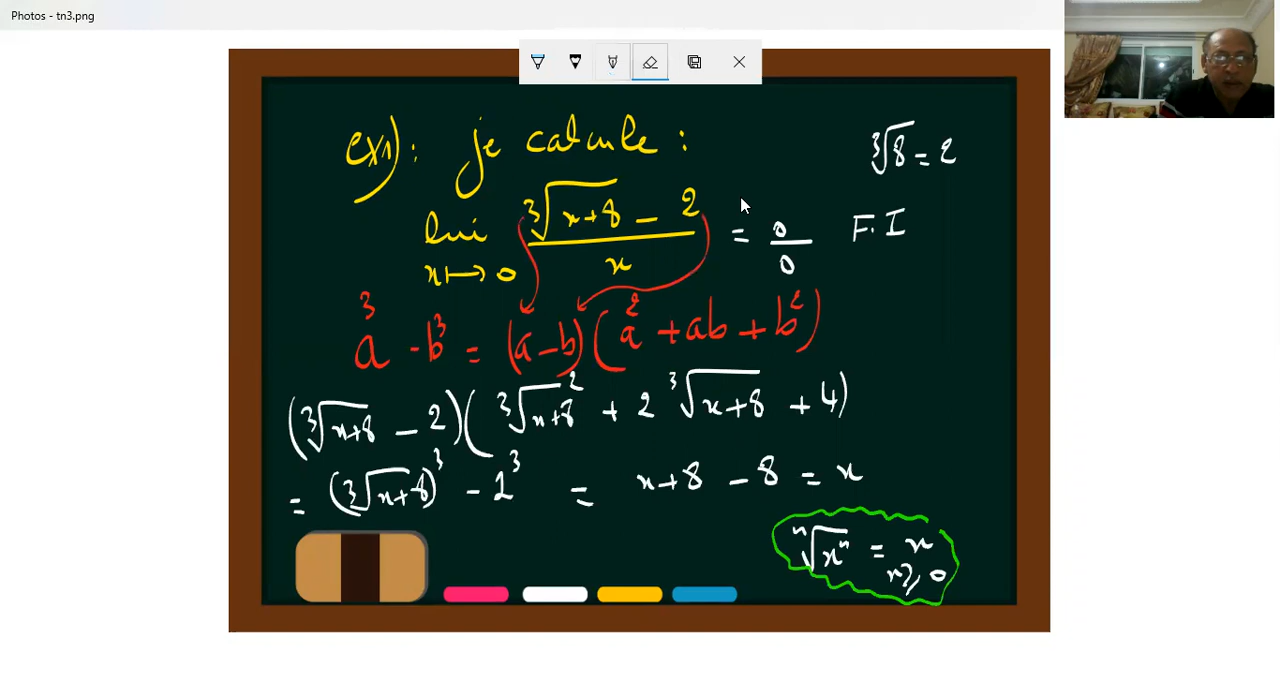 Photos - tn3.png
ex1): je calcule :
∛8 = 2
lim x↦0 (∛(x+8) - 2)/x = 0/0 F.I
a³ - b³ = (a-b)(a² + ab + b²)
(∛(x+8) - 2)(∛(x+8)² + 2 ∛(x+8) + 4)
= (∛(x+8))³ - 2³ = x+8 - 8 = x
ⁿ√(xⁿ) = x
x ⩾ 0